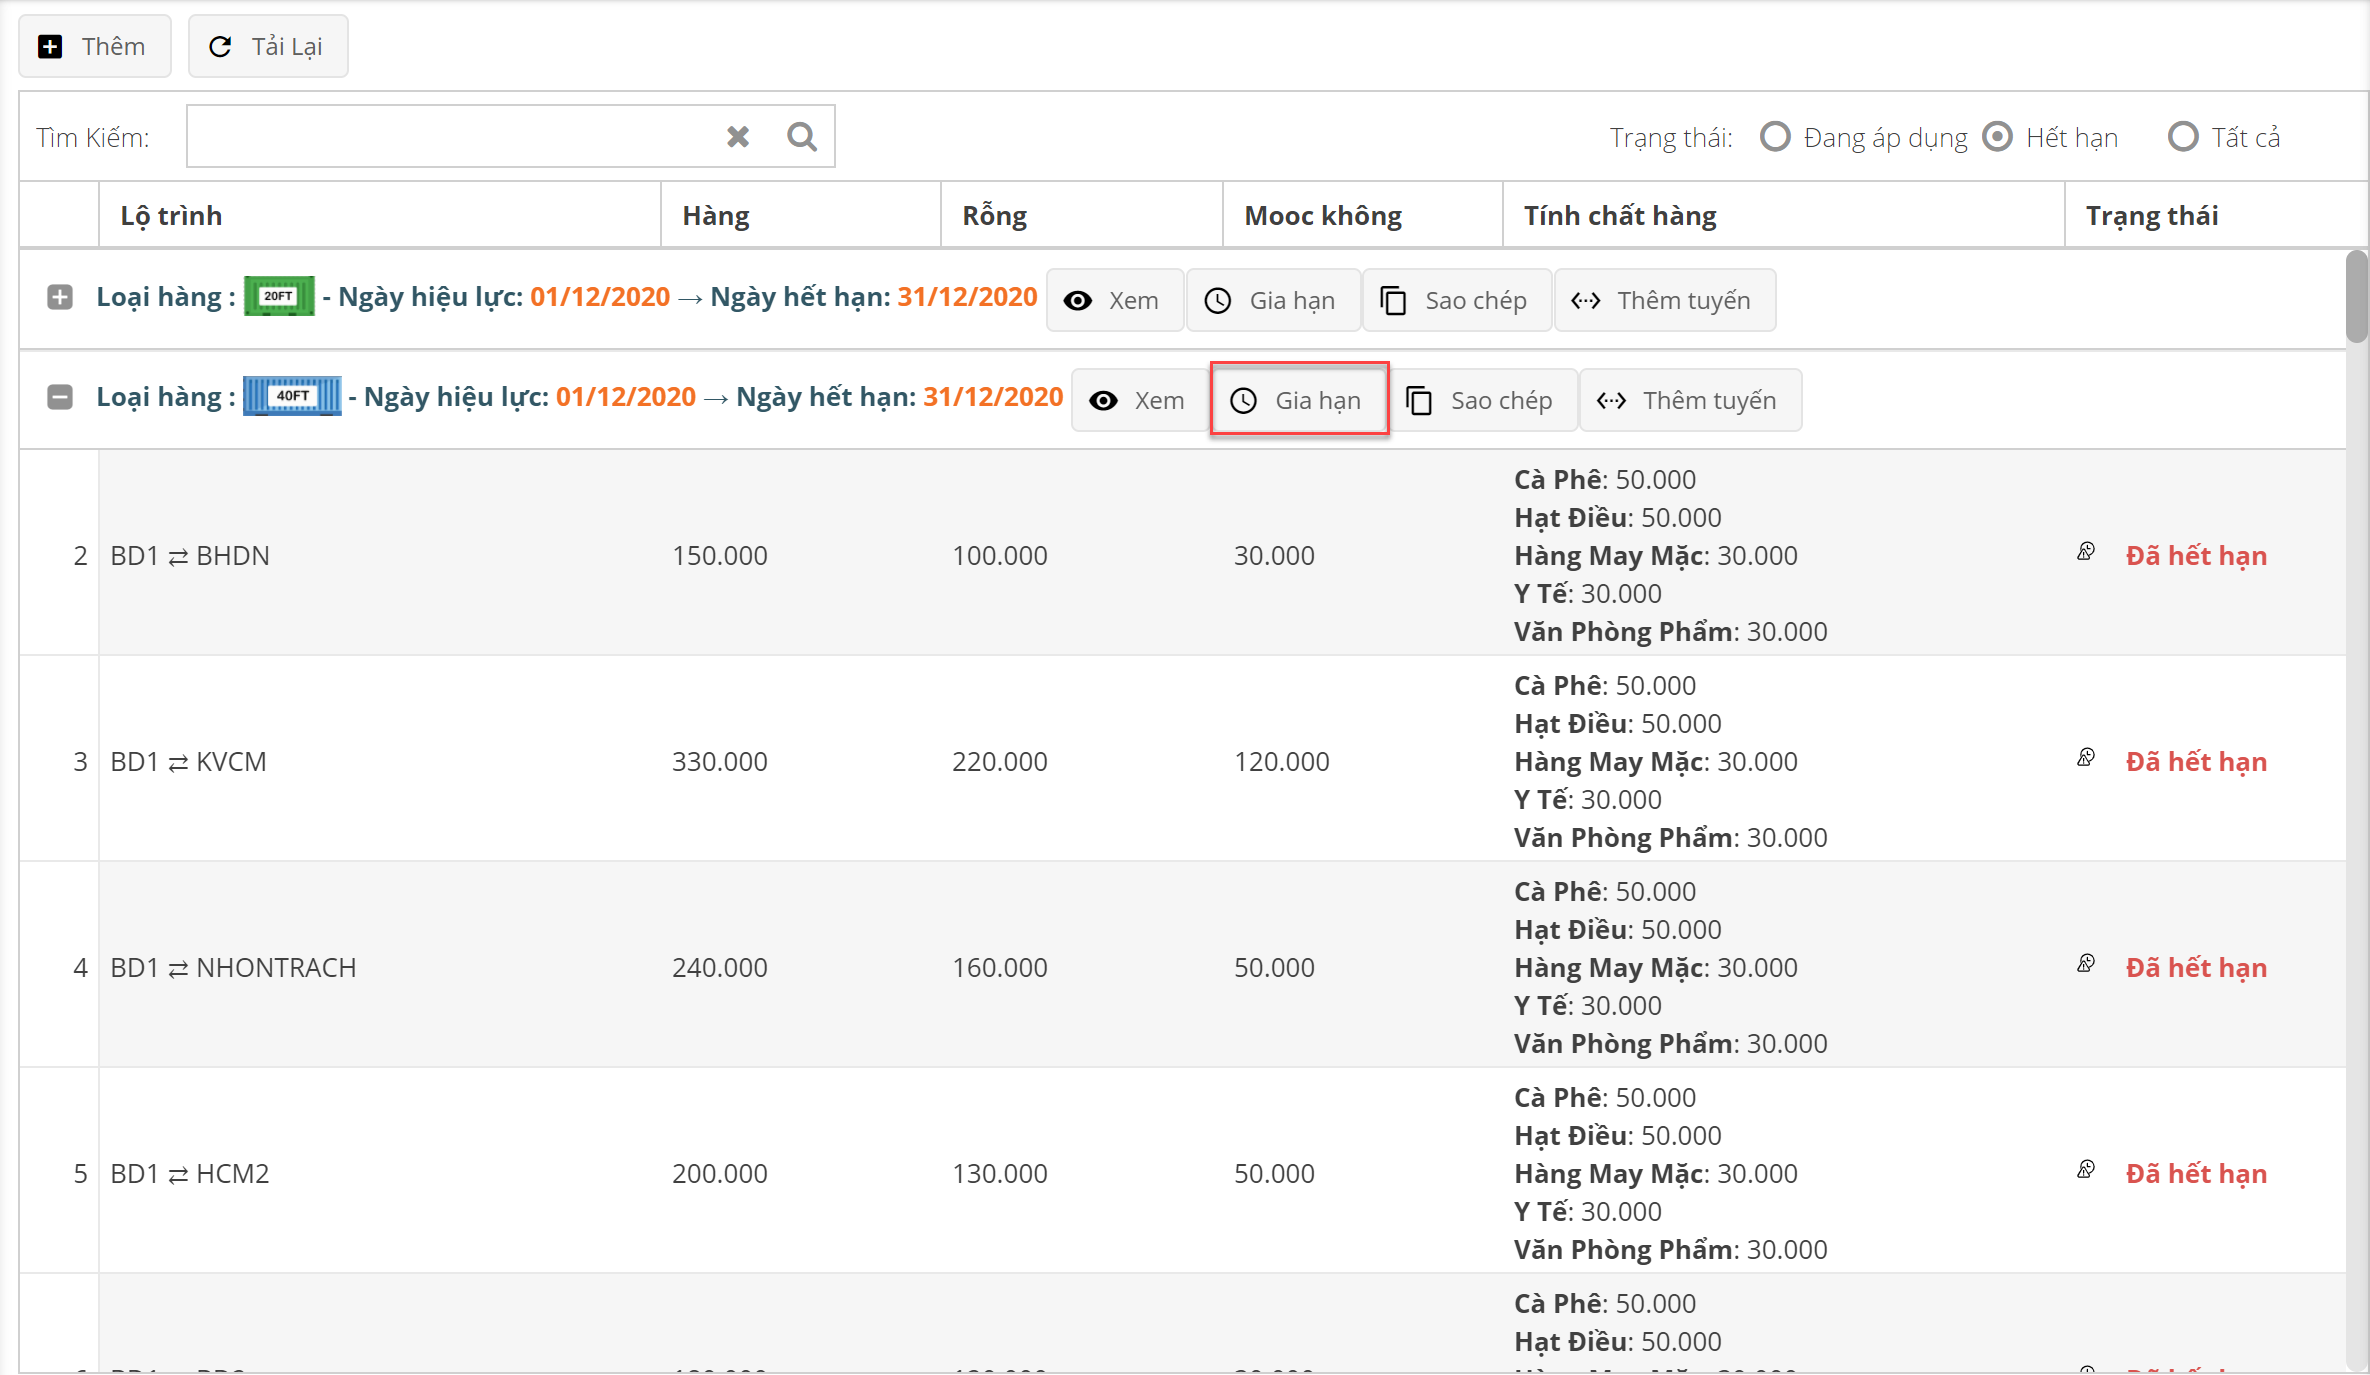 Thêm Tải Lại
Tìm Kiếm: Trạng thái: Đang áp dụng Hết hạn Tất cả
Lộ trình Hàng Rỗng Mooc không Tính chất hàng Trạng thái
Loại hàng : 20FT - Ngày hiệu lực: 01/12/2020 → Ngày hết hạn: 31/12/2020 Xem Gia hạn Sao chép Thêm tuyến
Loại hàng : 40FT - Ngày hiệu lực: 01/12/2020 → Ngày hết hạn: 31/12/2020 Xem Gia hạn Sao chép Thêm tuyến
Cà Phê: 50.000
Hạt Điều: 50.000
2 BD1 ⇄ BHDN 150.000 100.000 30.000 Hàng May Mặc: 30.000 Đã hết hạn
Y Tế: 30.000
Văn Phòng Phẩm: 30.000
Cà Phê: 50.000
Hạt Điều: 50.000
3 BD1 ⇄ KVCM 330.000 220.000 120.000 Hàng May Mặc: 30.000 Đã hết hạn
Y Tế: 30.000
Văn Phòng Phẩm: 30.000
Cà Phê: 50.000
Hạt Điều: 50.000
4 BD1 ⇄ NHONTRACH 240.000 160.000 50.000 Hàng May Mặc: 30.000 Đã hết hạn
Y Tế: 30.000
Văn Phòng Phẩm: 30.000
Cà Phê: 50.000
Hạt Điều: 50.000
5 BD1 ⇄ HCM2 200.000 130.000 50.000 Hàng May Mặc: 30.000 Đã hết hạn
Y Tế: 30.000
Văn Phòng Phẩm: 30.000
Cà Phê: 50.000
Hạt Điều: 50.000